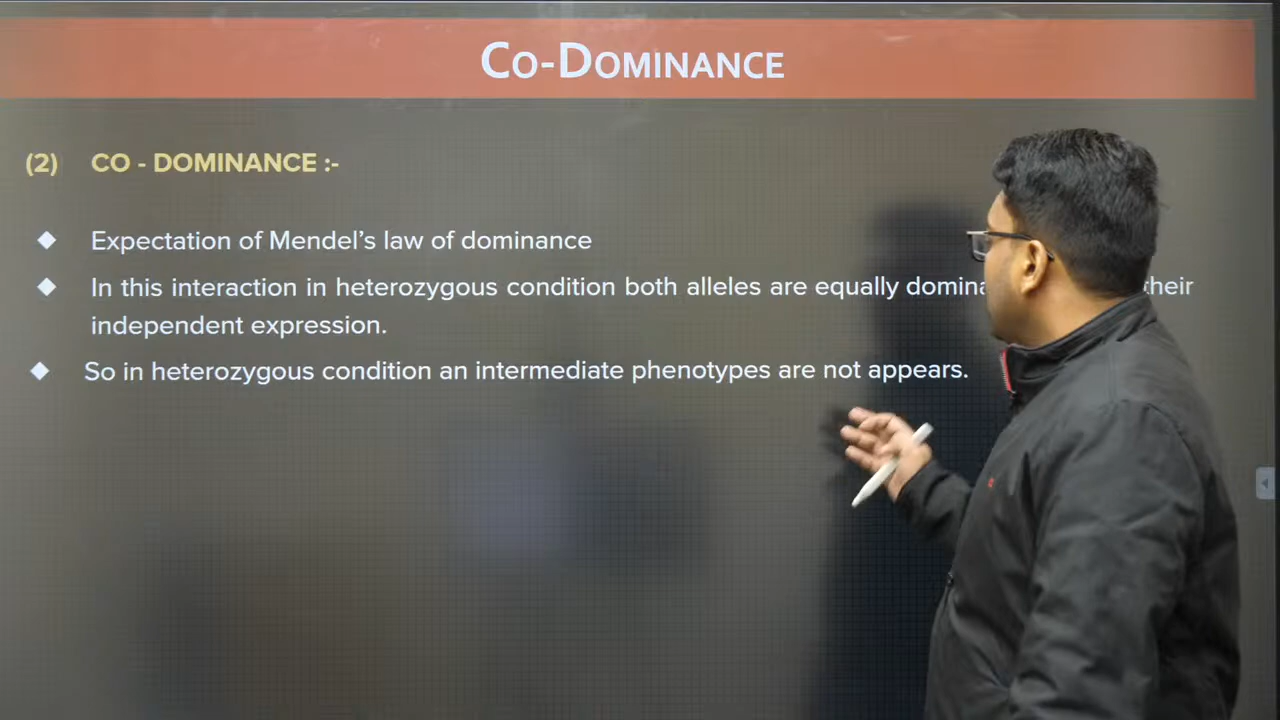 CO-DOMINANCE
(2) CO - DOMINANCE :-
◆ Expectation of Mendel's law of dominance
◆ In this interaction in heterozygous condition both alleles are equally their
independent expression.
◆ So in heterozygous condition an intermediate phenotypes are not appears.